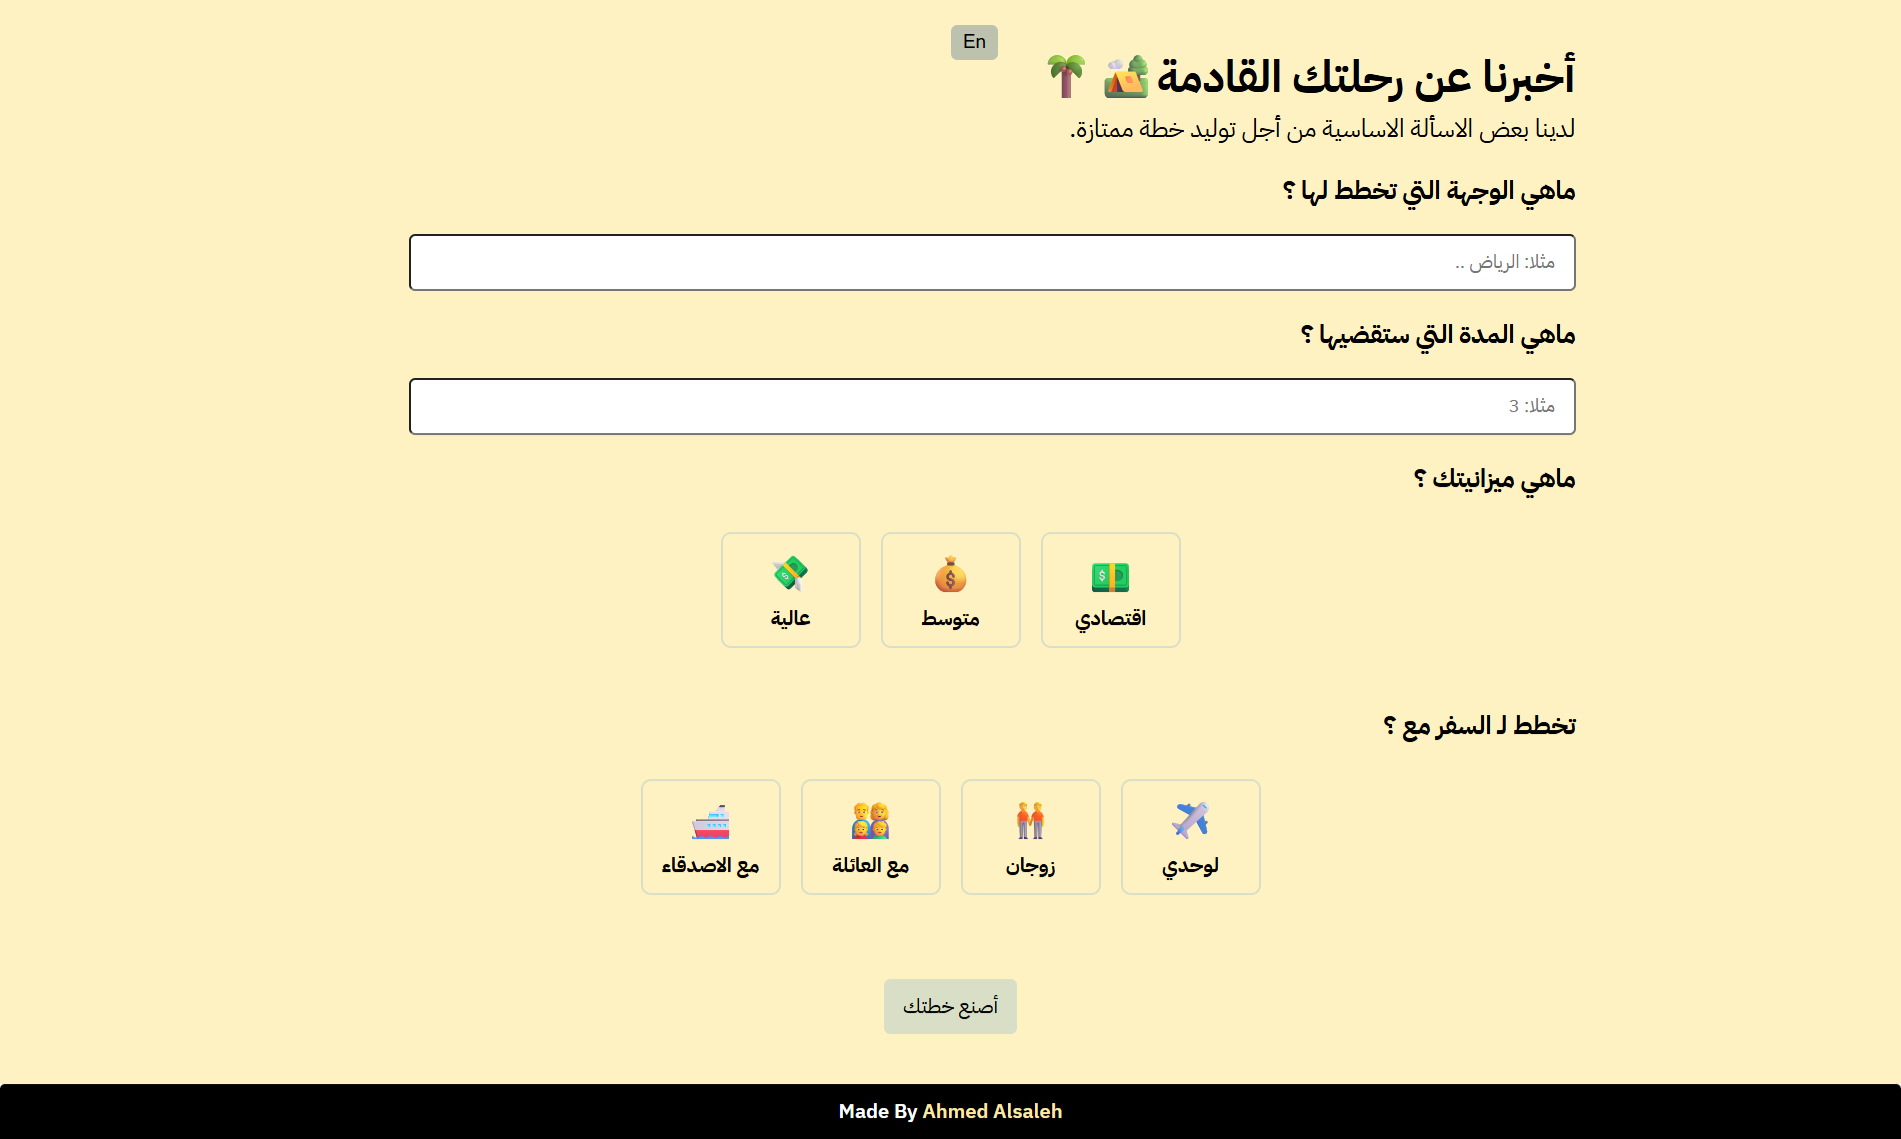 En
أخبرنا عن رحلتك القادمة 🏕️ 🌴
لدينا بعض الاسألة الاساسية من أجل توليد خطة ممتازة.
ماهي الوجهة التي تخطط لها ؟
مثلا: الرياض ..
ماهي المدة التي ستقضيها ؟
مثلا: 3
ماهي ميزانيتك ؟
اقتصادي
متوسط
عالية
تخطط لـ السفر مع ؟
لوحدي
زوجان
مع العائلة
مع الاصدقاء
أصنع خطتك
Made By Ahmed Alsaleh